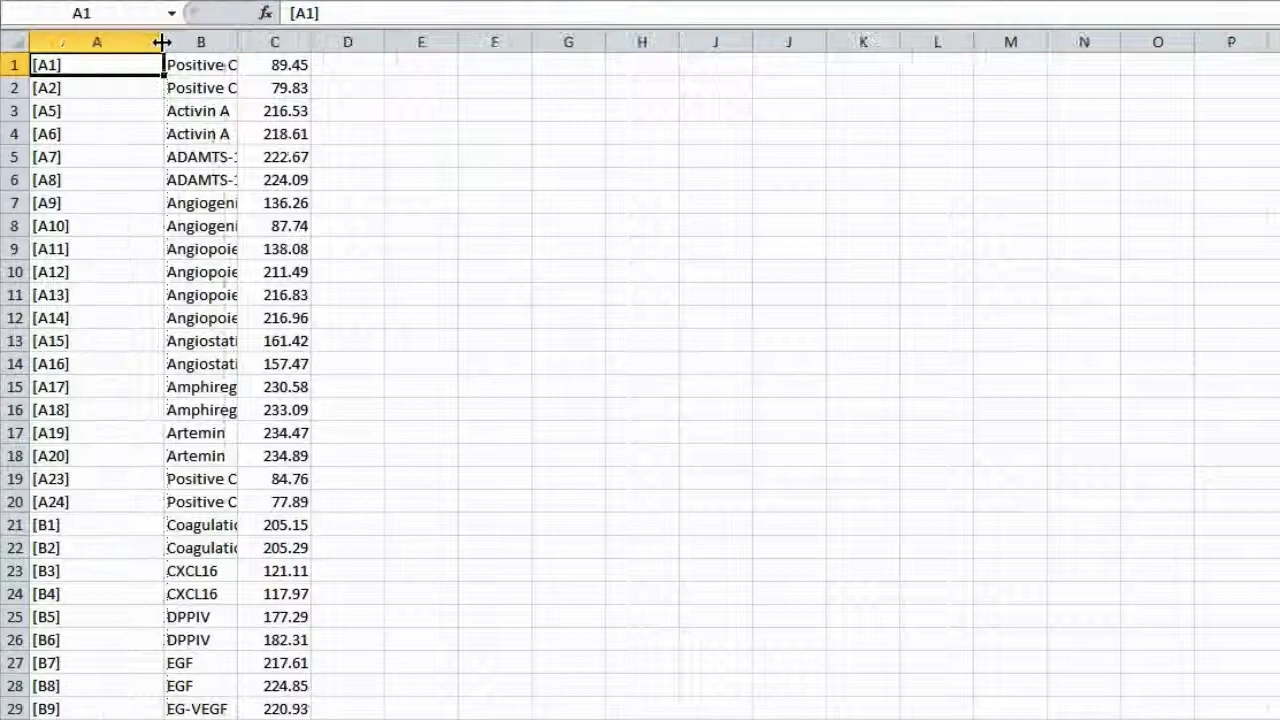 A1 fx [A1]
A B C D E F G H I J K L M N O P
1 [A1] Positive C 89.45
2 [A2] Positive C 79.83
3 [A5] Activin A 216.53
4 [A6] Activin A 218.61
5 [A7] ADAMTS-1 222.67
6 [A8] ADAMTS-1 224.09
7 [A9] Angiogeni 136.26
8 [A10] Angiogeni 87.74
9 [A11] Angiopoie 138.08
10 [A12] Angiopoie 211.49
11 [A13] Angiopoie 216.83
12 [A14] Angiopoie 216.96
13 [A15] Angiostati 161.42
14 [A16] Angiostati 157.47
15 [A17] Amphireg 230.58
16 [A18] Amphireg 233.09
17 [A19] Artemin 234.47
18 [A20] Artemin 234.89
19 [A23] Positive C 84.76
20 [A24] Positive C 77.89
21 [B1] Coagulatio 205.15
22 [B2] Coagulatio 205.29
23 [B3] CXCL16 121.11
24 [B4] CXCL16 117.97
25 [B5] DPPIV 177.29
26 [B6] DPPIV 182.31
27 [B7] EGF 217.61
28 [B8] EGF 224.85
29 [B9] EG-VEGF 220.93